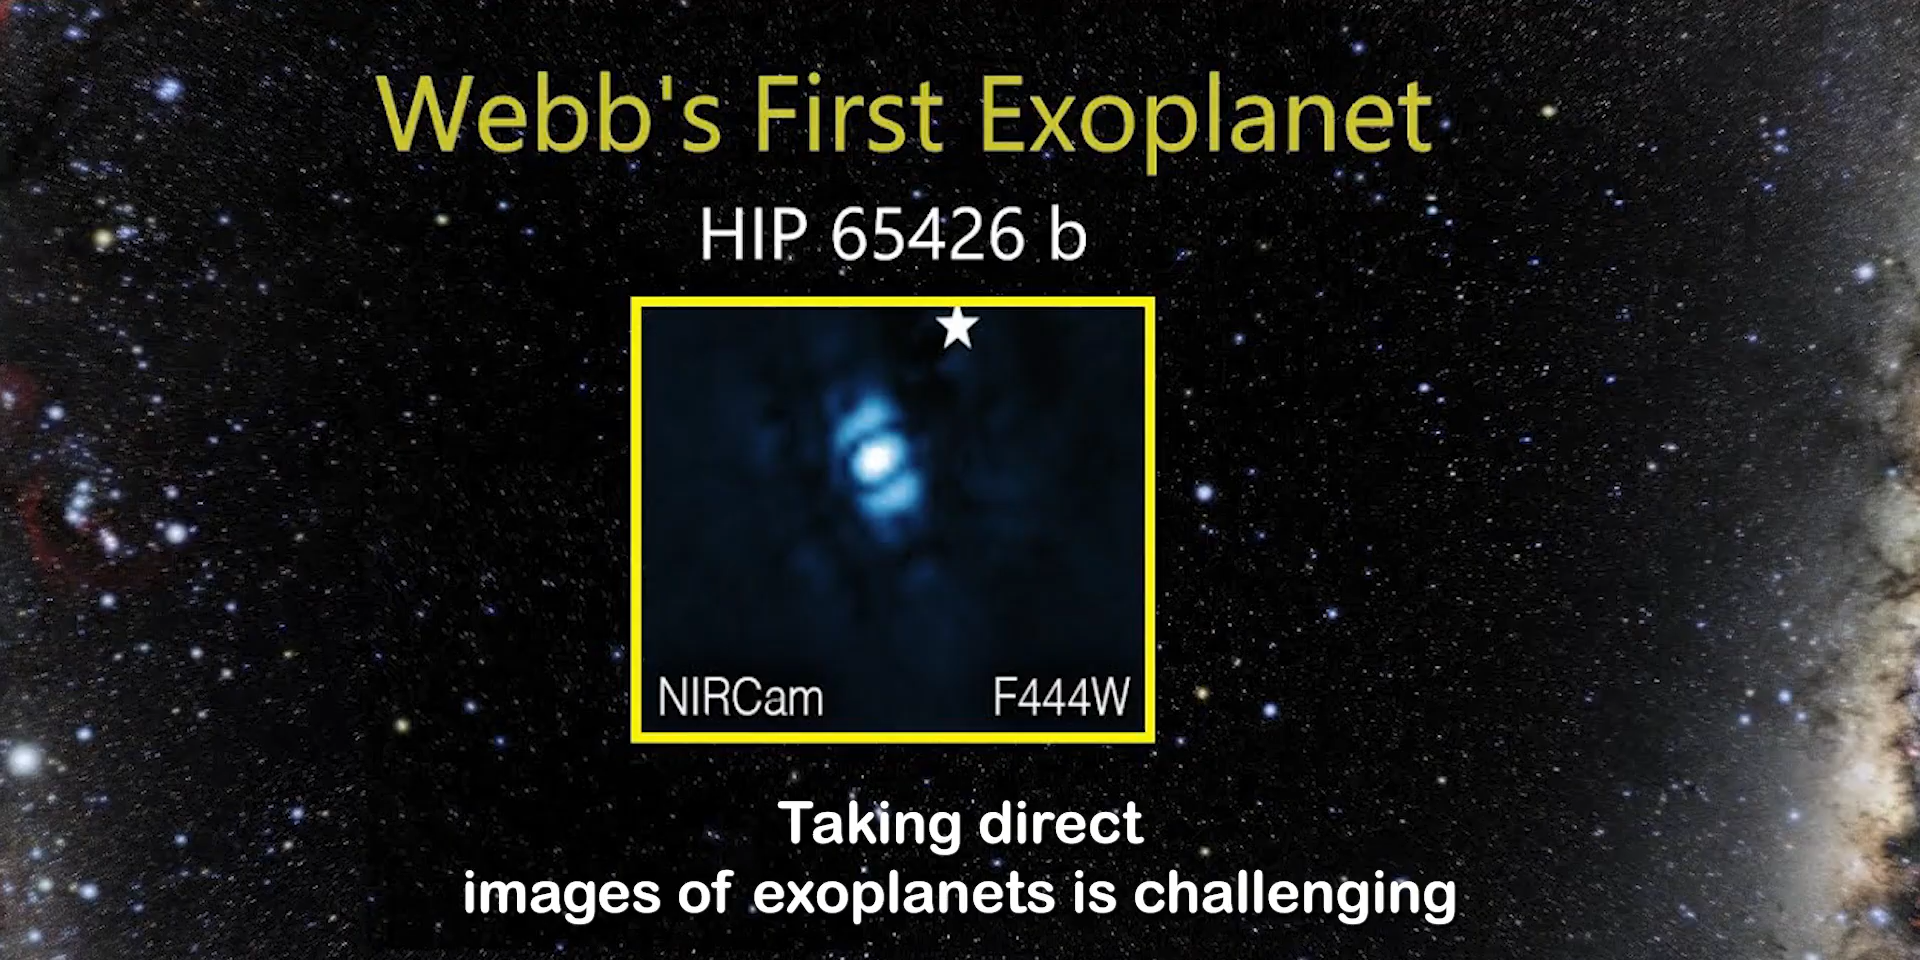 Webb's First Exoplanet
HIP 65426 b
NIRCam F444W
Taking direct
images of exoplanets is challenging